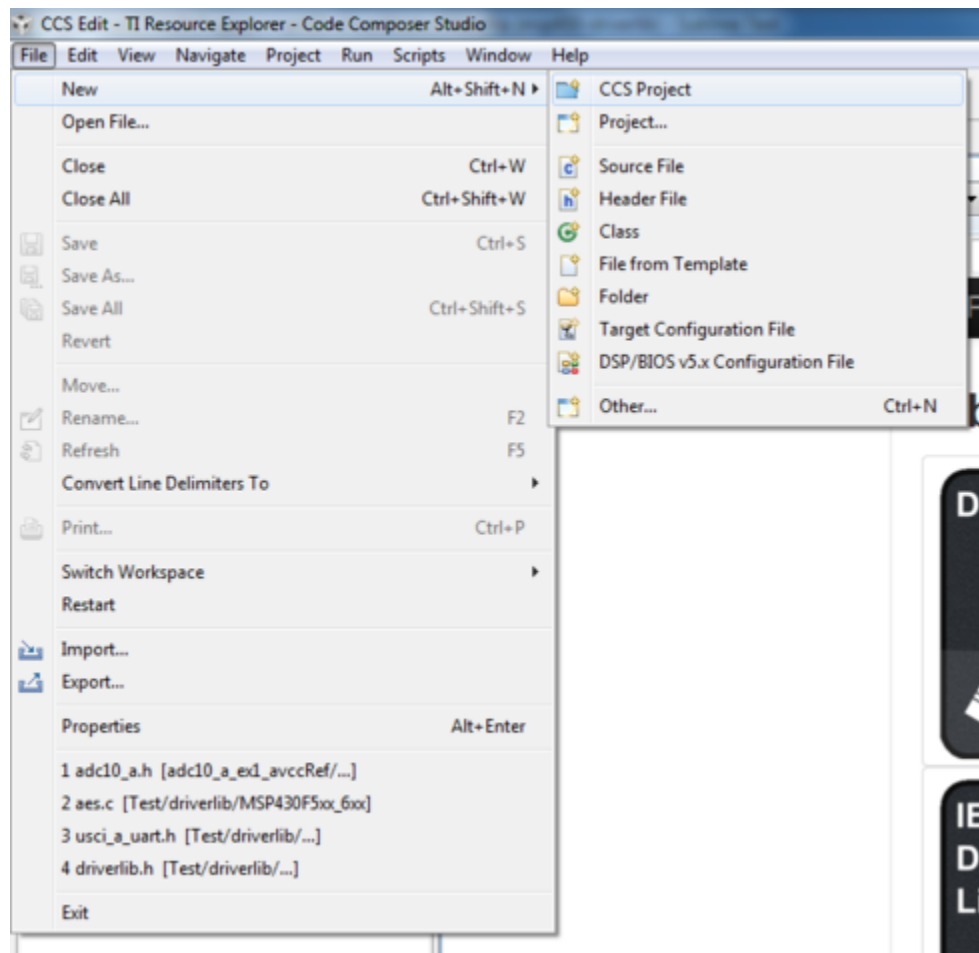 CCS Edit - TI Resource Explorer - Code Composer Studio
File Edit View Navigate Project Run Scripts Window Help
New Alt+Shift+N
Open File...
Close Ctrl+W
Close All Ctrl+Shift+W
Save Ctrl+S
Save As...
Save All Ctrl+Shift+S
Revert
Move...
Rename... F2
Refresh F5
Convert Line Delimiters To
Print... Ctrl+P
Switch Workspace
Restart
Import...
Export...
Properties Alt+Enter
1 adc10_a.h [adc10_a_ex1_avccRef/...]
2 aes.c [Test/driverlib/MSP430F5xx_6xx]
3 usci_a_uart.h [Test/driverlib/...]
4 driverlib.h [Test/driverlib/...]
Exit
CCS Project
Project...
Source File
Header File
Class
File from Template
Folder
Target Configuration File
DSP/BIOS v5.x Configuration File
Other... Ctrl+N